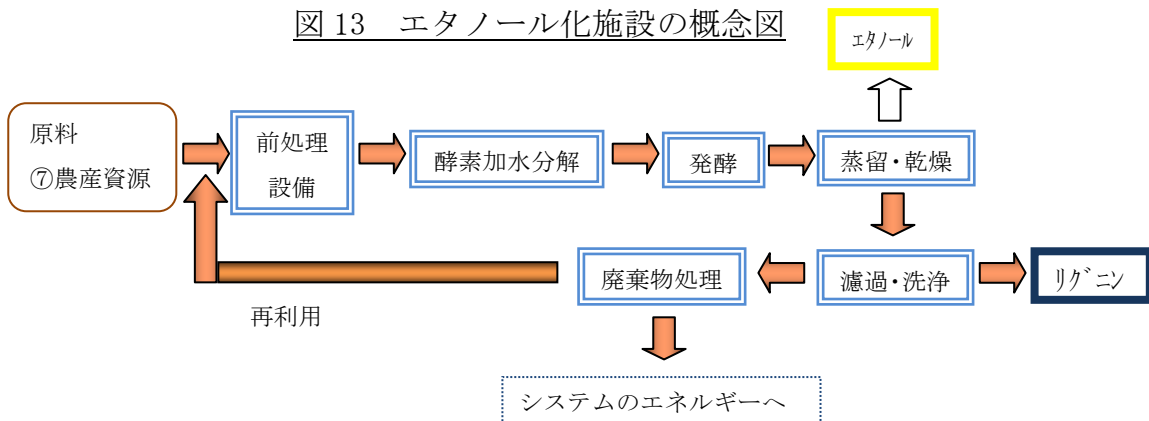 図 13　エタノール化施設の概念図
ｴﾀﾉｰﾙ
原料
⑦農産資源
前処理
設備
酵素加水分解
発酵
蒸留・乾燥
廃棄物処理
濾過・洗浄
ﾘｸﾞﾆﾝ
再利用
システムのエネルギーへ